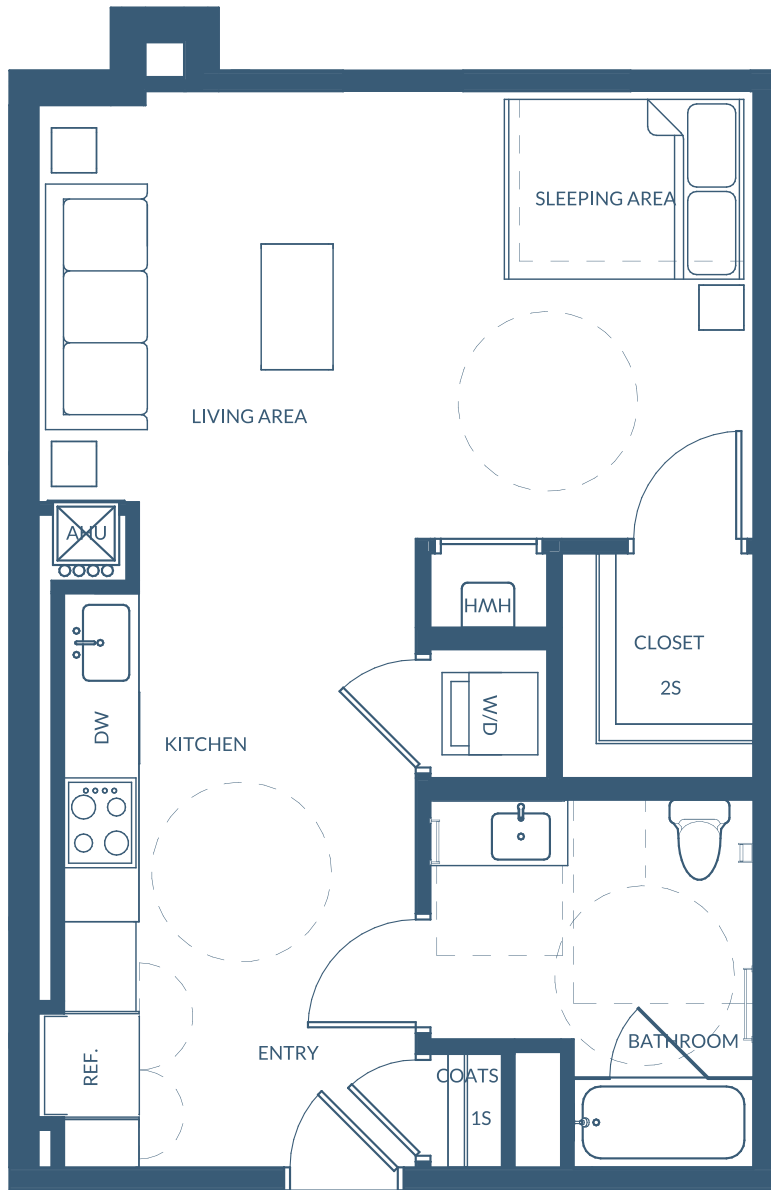 SLEEPING AREA
LIVING AREA
AHU
HWH
CLOSET
2S
W/D
DW
KITCHEN
ENTRY
BATHROOM
REF.
COATS
1S